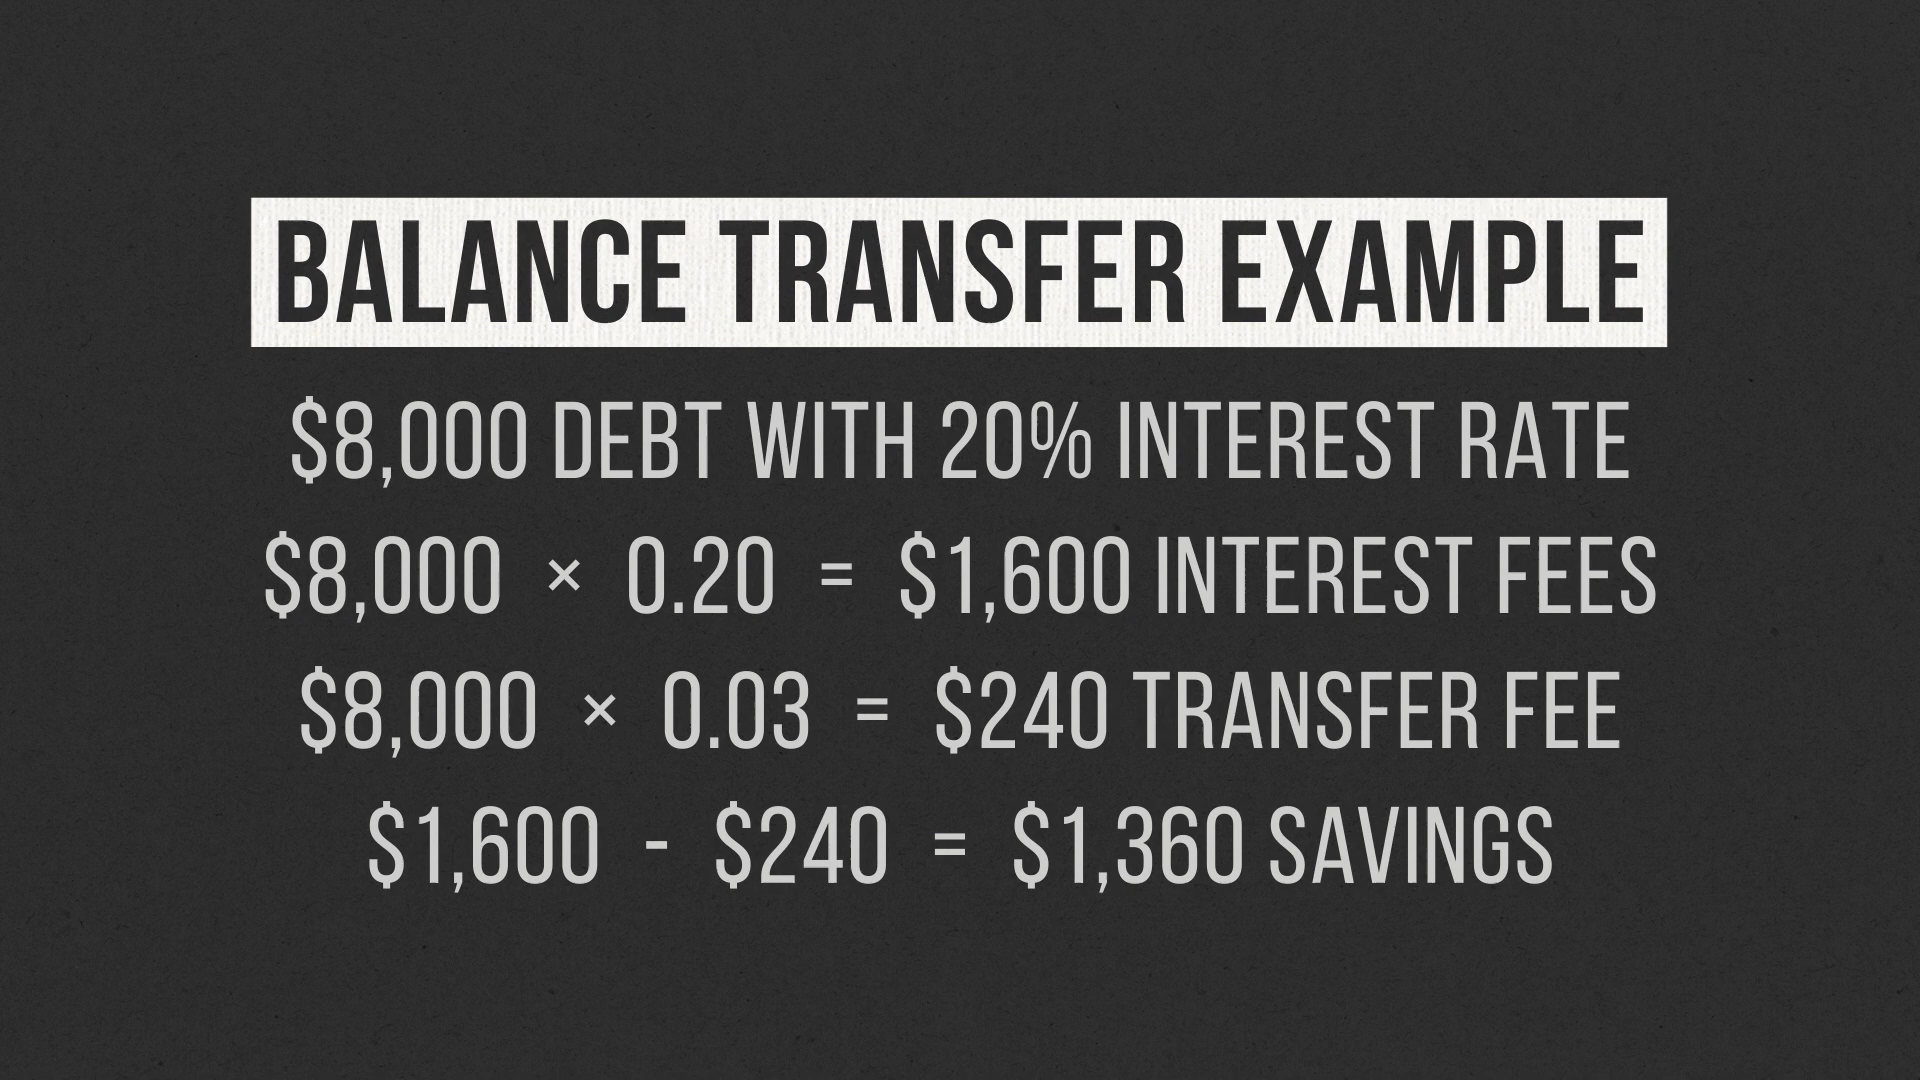 BALANCE TRANSFER EXAMPLE
$8,000 DEBT WITH 20% INTEREST RATE
$8,000 × 0.20 = $1,600 INTEREST FEES
$8,000 × 0.03 = $240 TRANSFER FEE
$1,600 - $240 = $1,360 SAVINGS